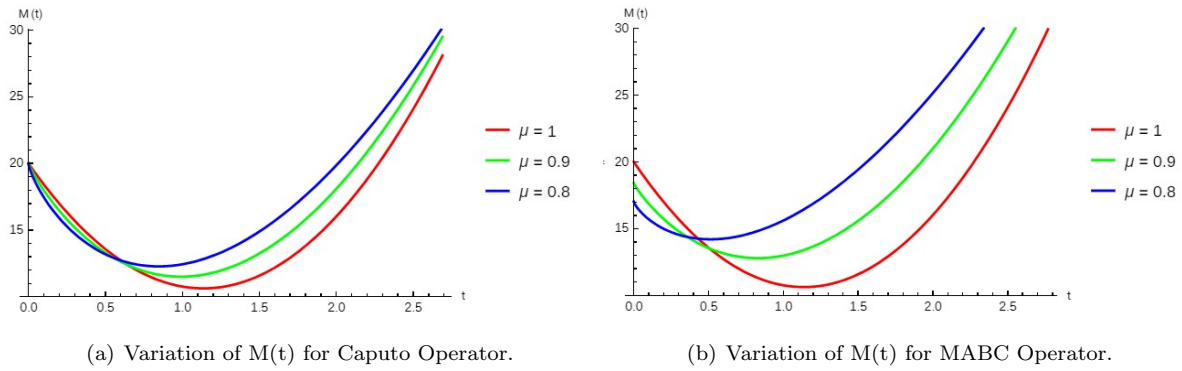 M (t)
30
25
20
15
0.0 0.5 1.0 1.5 2.0 2.5 t
μ = 1
μ = 0.9
μ = 0.8
(a) Variation of M(t) for Caputo Operator.
M (t)
30
25
20
15
0.0 0.5 1.0 1.5 2.0 2.5 t
μ = 1
μ = 0.9
μ = 0.8
(b) Variation of M(t) for MABC Operator.